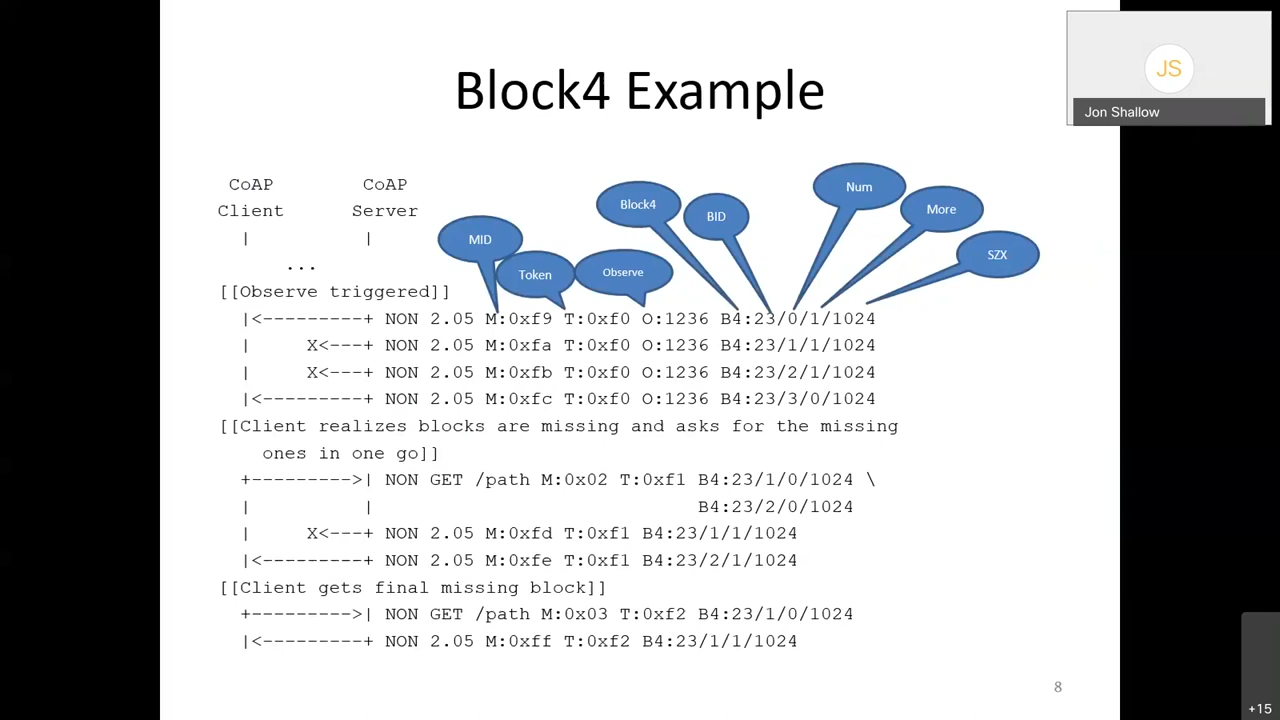 Block4 Example
JS
Jon Shallow
CoAP CoAP
Client Server
| |
...
MID
Token
Observe
Block4
BID
Num
More
SZX
[[Observe triggered]]
|<---------+ NON 2.05 M:0xf9 T:0xf0 O:1236 B4:23/0/1/1024
| X<---+ NON 2.05 M:0xfa T:0xf0 O:1236 B4:23/1/1/1024
| X<---+ NON 2.05 M:0xfb T:0xf0 O:1236 B4:23/2/1/1024
|<---------+ NON 2.05 M:0xfc T:0xf0 O:1236 B4:23/3/0/1024
[[Client realizes blocks are missing and asks for the missing
ones in one go]]
+--------->| NON GET /path M:0x02 T:0xf1 B4:23/1/0/1024 \
| | B4:23/2/0/1024
| X<---+ NON 2.05 M:0xfd T:0xf1 B4:23/1/1/1024
|<---------+ NON 2.05 M:0xfe T:0xf1 B4:23/2/1/1024
[[Client gets final missing block]]
+--------->| NON GET /path M:0x03 T:0xf2 B4:23/1/0/1024
|<---------+ NON 2.05 M:0xff T:0xf2 B4:23/1/1/1024
8
+15